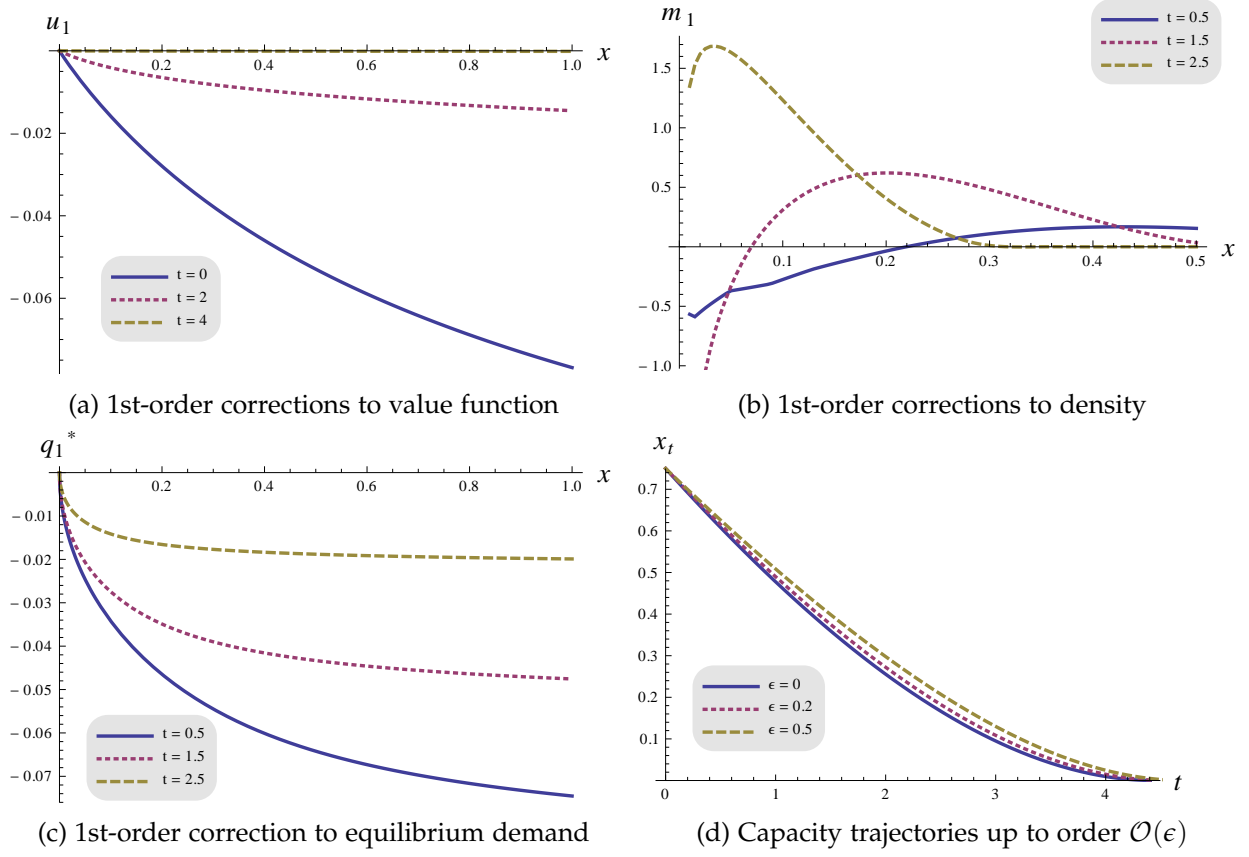 u₁
x
0.2 0.4 0.6 0.8 1.0
− 0.02
− 0.04
− 0.06
t = 0
t = 2
t = 4
(a) 1st-order corrections to value function
m₁
t = 0.5
t = 1.5
t = 2.5
1.5
1.0
0.5
x
0.1 0.2 0.3 0.4 0.5
− 0.5
− 1.0
(b) 1st-order corrections to density
q₁*
x
0.2 0.4 0.6 0.8 1.0
− 0.01
− 0.02
− 0.03
− 0.04
− 0.05
− 0.06
− 0.07
t = 0.5
t = 1.5
t = 2.5
(c) 1st-order correction to equilibrium demand
xₜ
0.7
0.6
0.5
0.4
0.3
0.2
0.1
ϵ = 0
ϵ = 0.2
ϵ = 0.5
0 1 2 3 4
t
(d) Capacity trajectories up to order 𝒪(ϵ)